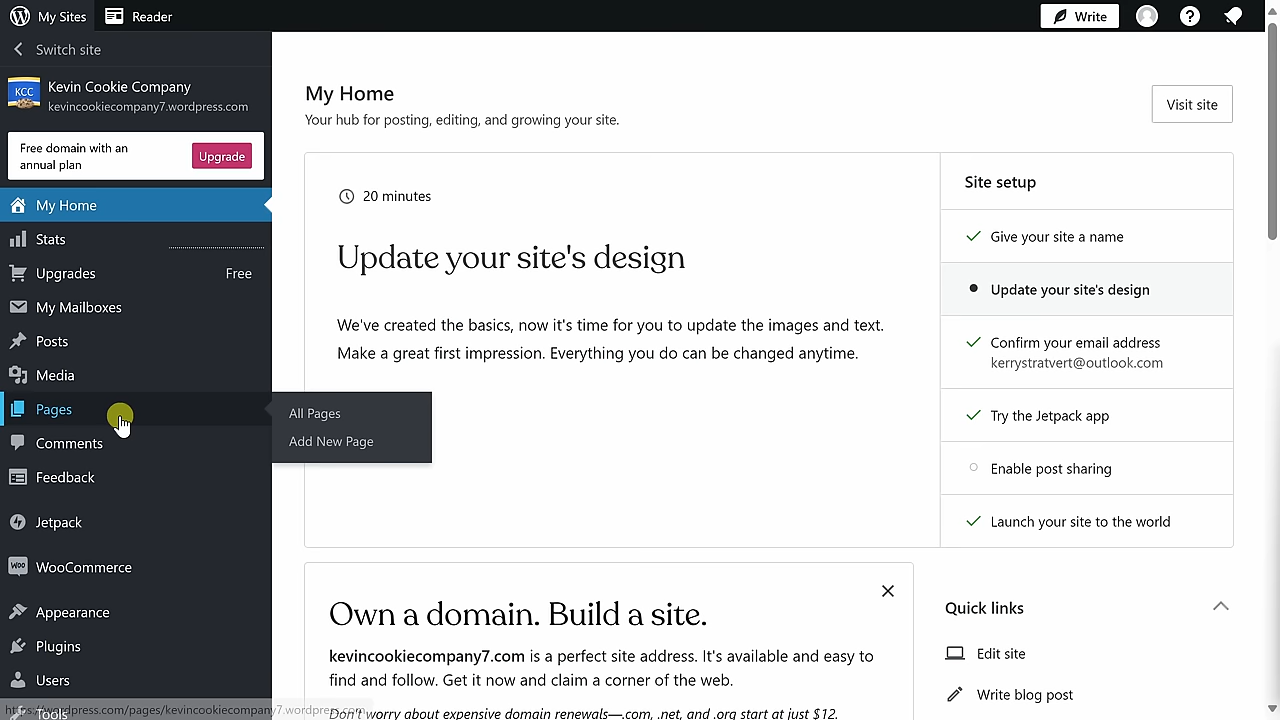 My Sites
Reader
Write
Switch site
KCC
Kevin Cookie Company
kevincookiecompany7.wordpress.com
Free domain with an
annual plan
Upgrade
My Home
Stats
Upgrades
Free
My Mailboxes
Posts
Media
Pages
All Pages
Add New Page
Comments
Feedback
Jetpack
WOO
WooCommerce
Appearance
Plugins
Users
Tools
https://wordpress.com/pages/kevincookiecompany7.wordpress.com
My Home
Your hub for posting, editing, and growing your site.
Visit site
20 minutes
Update your site's design
We've created the basics, now it's time for you to update the images and text.
Make a great first impression. Everything you do can be changed anytime.
Site setup
Give your site a name
Update your site's design
Confirm your email address
kerrystratvert@outlook.com
Try the Jetpack app
Enable post sharing
Launch your site to the world
Own a domain. Build a site.
kevincookiecompany7.com is a perfect site address. It's available and easy to
find and follow. Get it now and claim a corner of the web.
Don't worry about expensive domain renewals—.com, .net, and .org start at just $12.
Quick links
Edit site
Write blog post